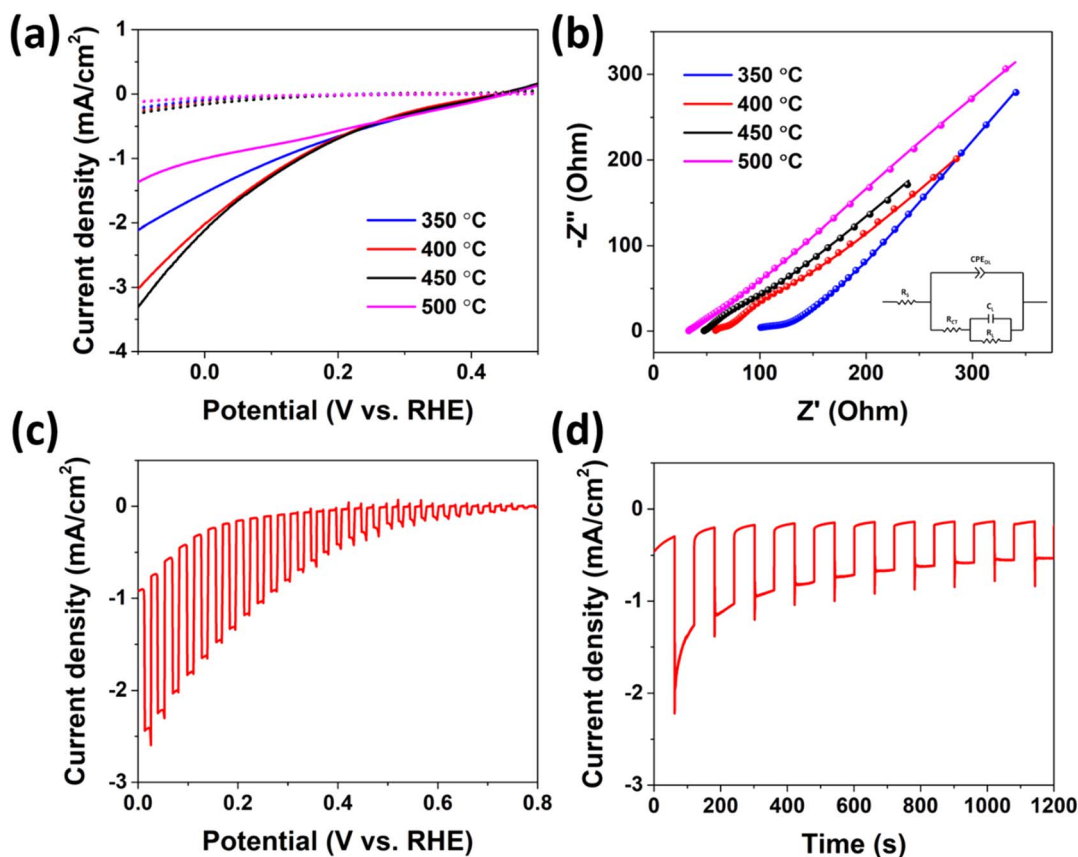 (a)
1
0
-1
-2
-3
-4
Current density (mA/cm²)
350 °C
400 °C
450 °C
500 °C
0.0 0.2 0.4
Potential (V vs. RHE)
(b)
300
200
100
0
-Z" (Ohm)
350 °C
400 °C
450 °C
500 °C
CPE_DL
R_S
R_CT
0 100 200 300
Z' (Ohm)
(c)
0
-1
-2
-3
Current density (mA/cm²)
0.0 0.2 0.4 0.6 0.8
Potential (V vs. RHE)
(d)
0
-1
-2
-3
Current density (mA/cm²)
0 200 400 600 800 1000 1200
Time (s)